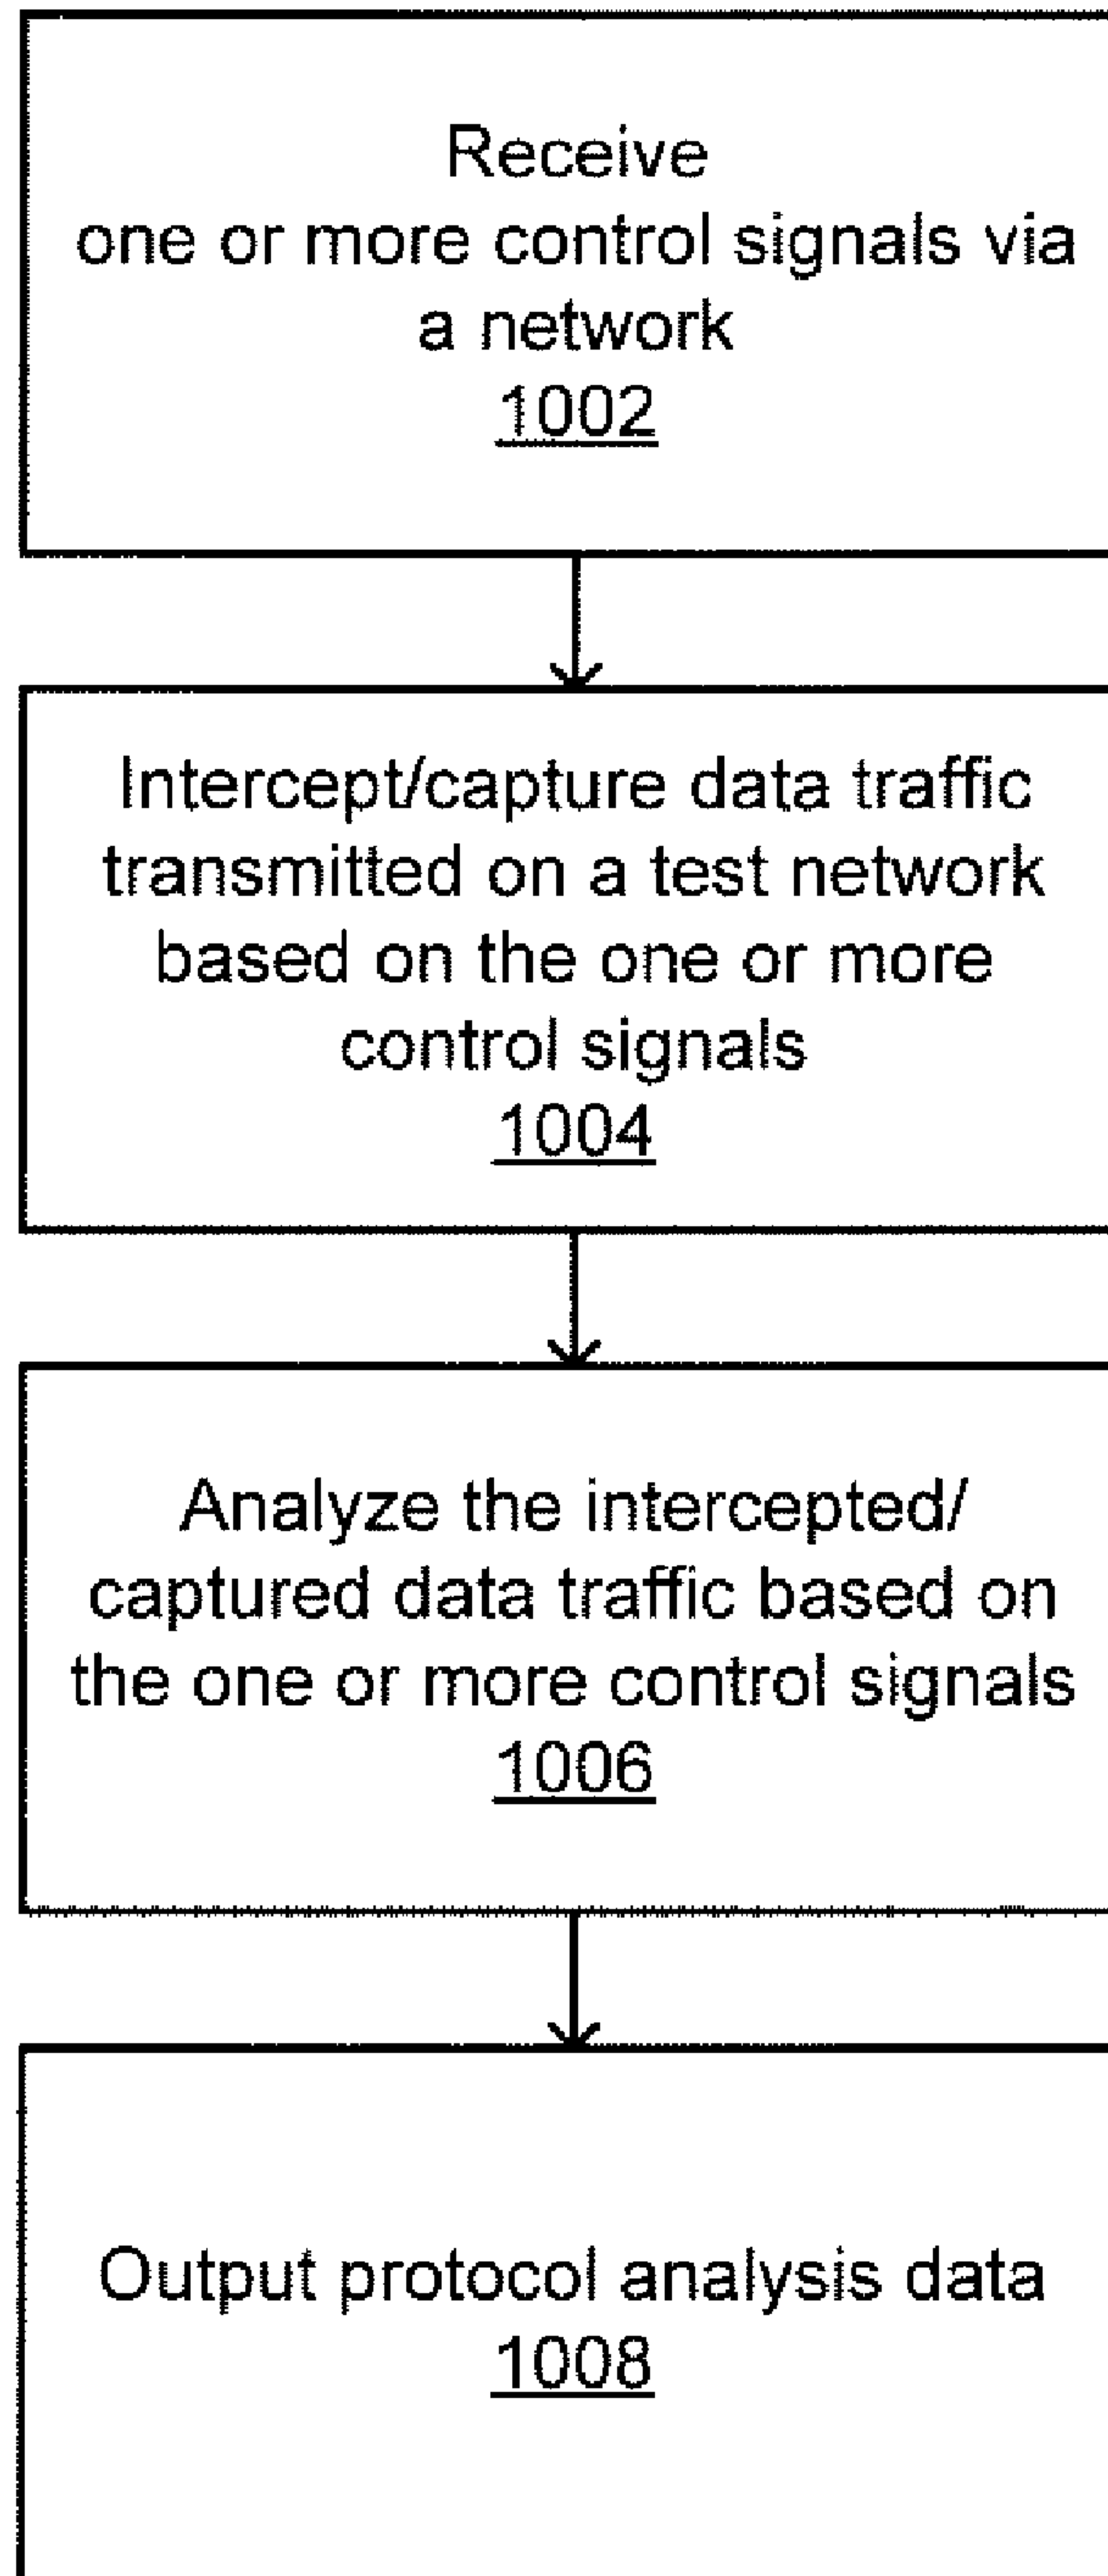 Receive
one or more control signals via
a network
1002
Intercept/capture data traffic
transmitted on a test network
based on the one or more
control signals
1004
Analyze the intercepted/
captured data traffic based on
the one or more control signals
1006
Output protocol analysis data
1008